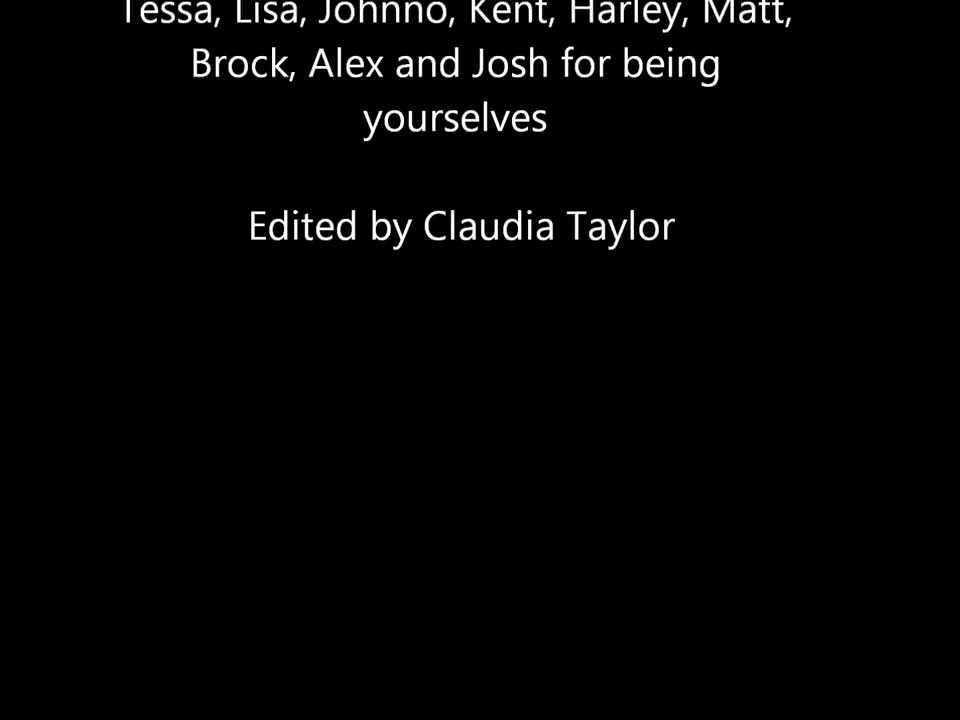 Tessa, Lisa, Johnno, Kent, Harley, Matt,
Brock, Alex and Josh for being
yourselves
Edited by Claudia Taylor